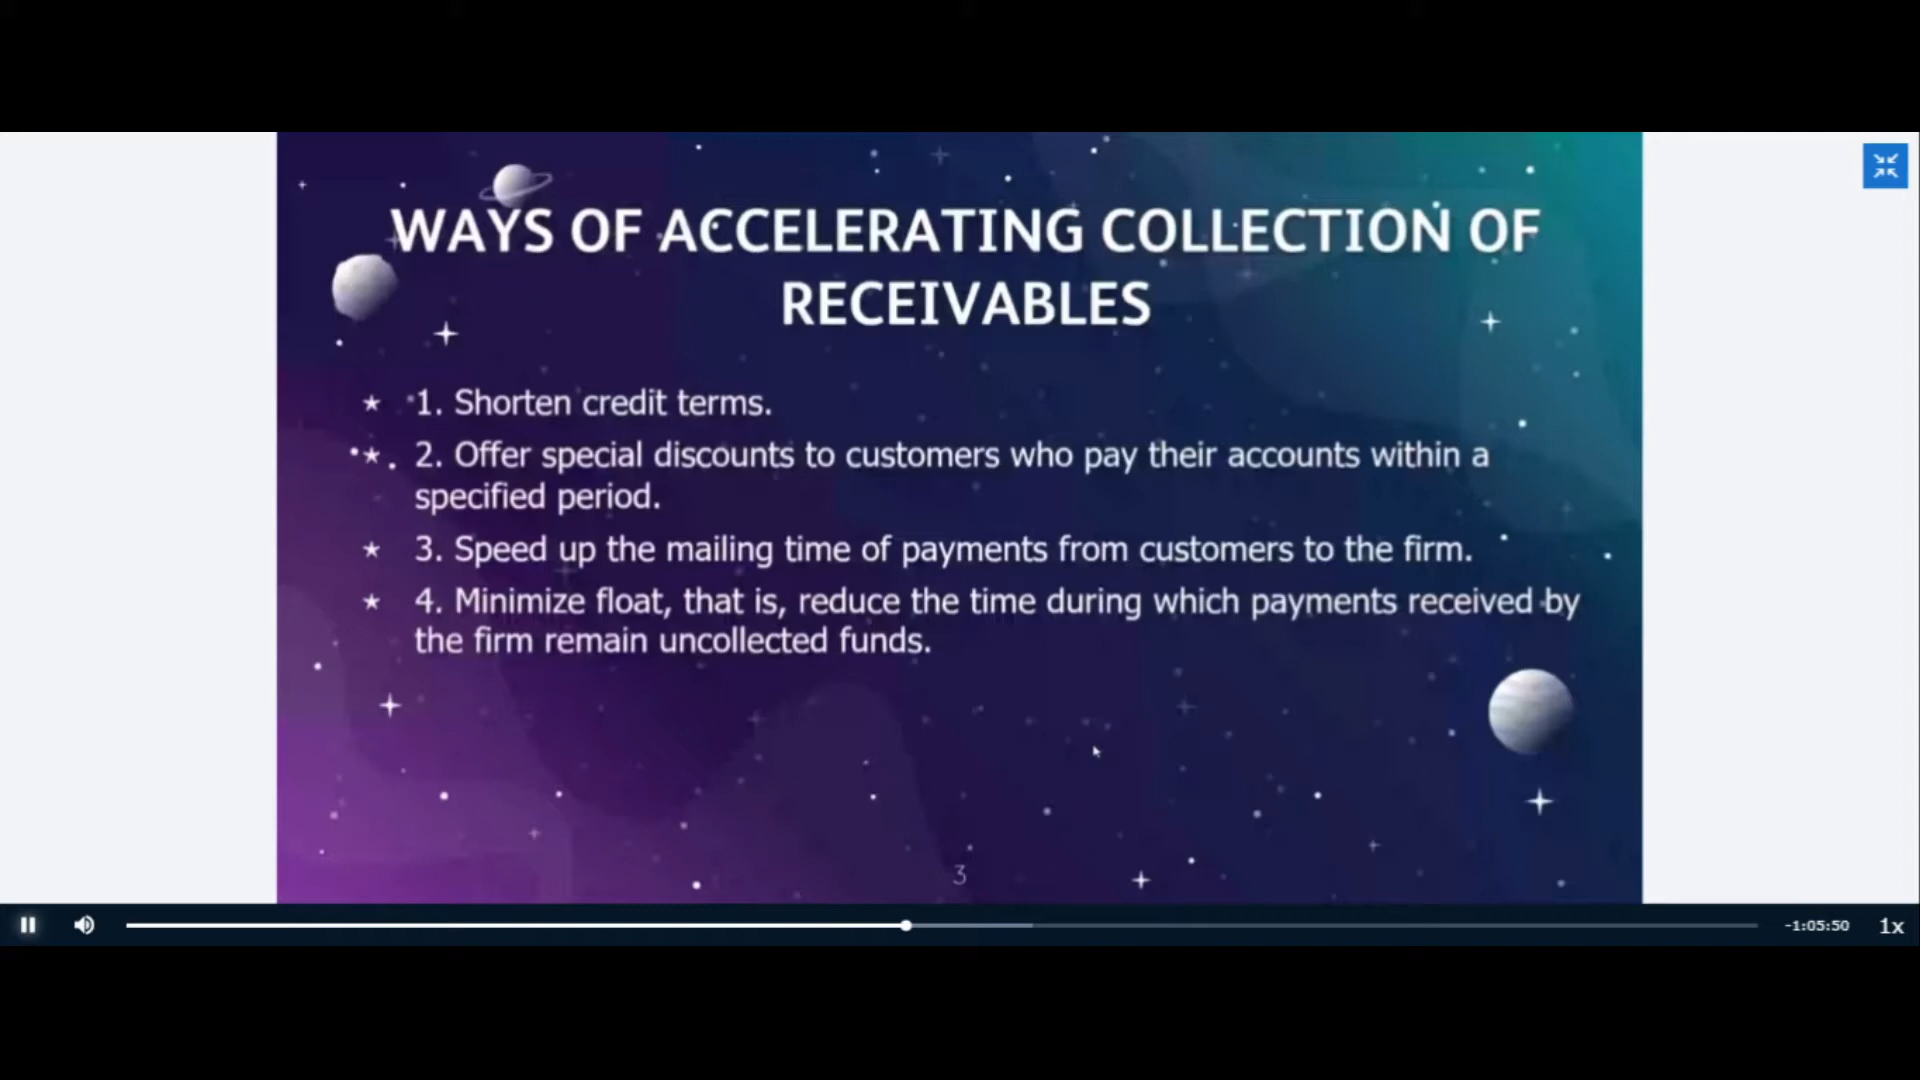 WAYS OF ACCELERATING COLLECTION OF
RECEIVABLES
1. Shorten credit terms.
2. Offer special discounts to customers who pay their accounts within a
specified period.
3. Speed up the mailing time of payments from customers to the firm.
4. Minimize float, that is, reduce the time during which payments received by
the firm remain uncollected funds.
3
-1:05:50 1x